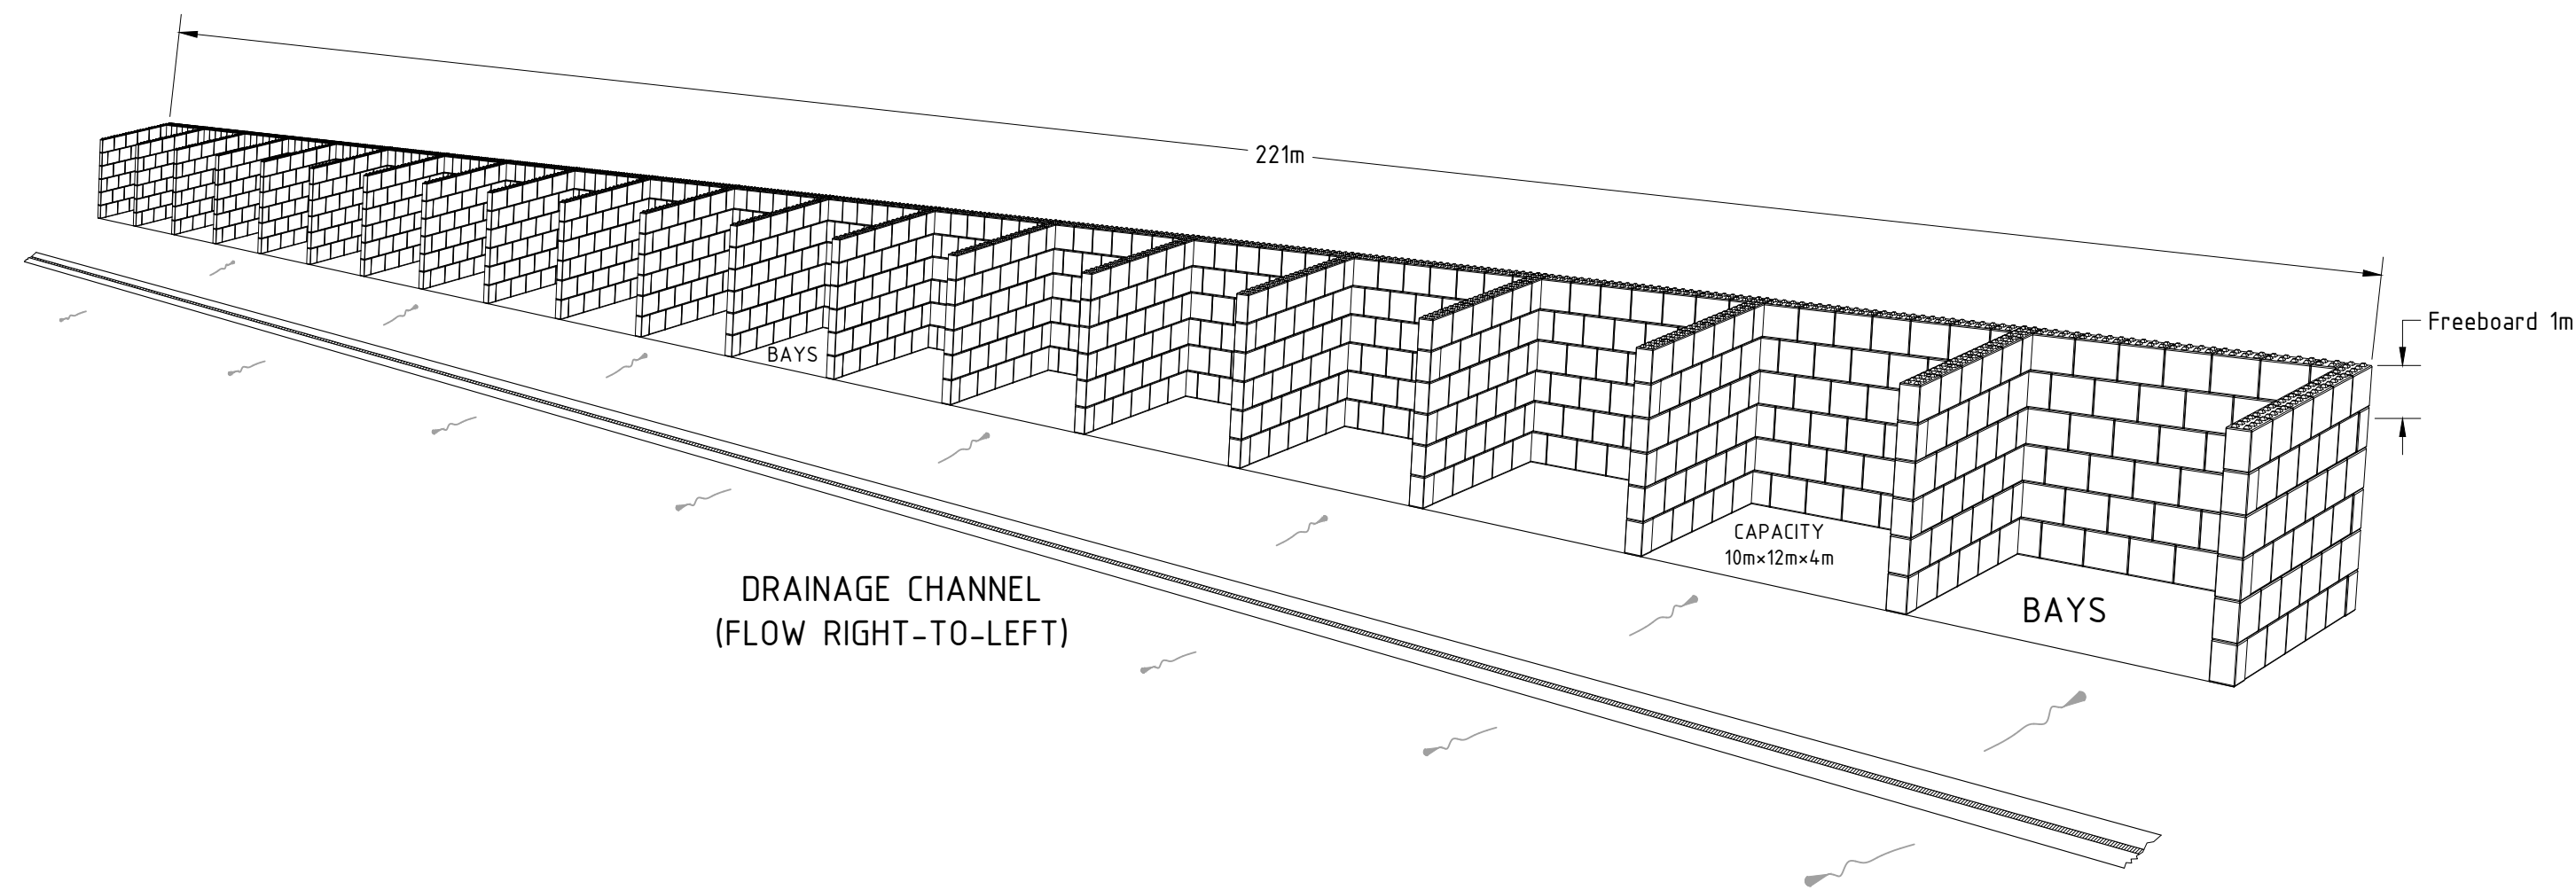 221m
Freeboard 1m
BAYS
CAPACITY
10m×12m×4m
DRAINAGE CHANNEL
(FLOW RIGHT-TO-LEFT)
BAYS